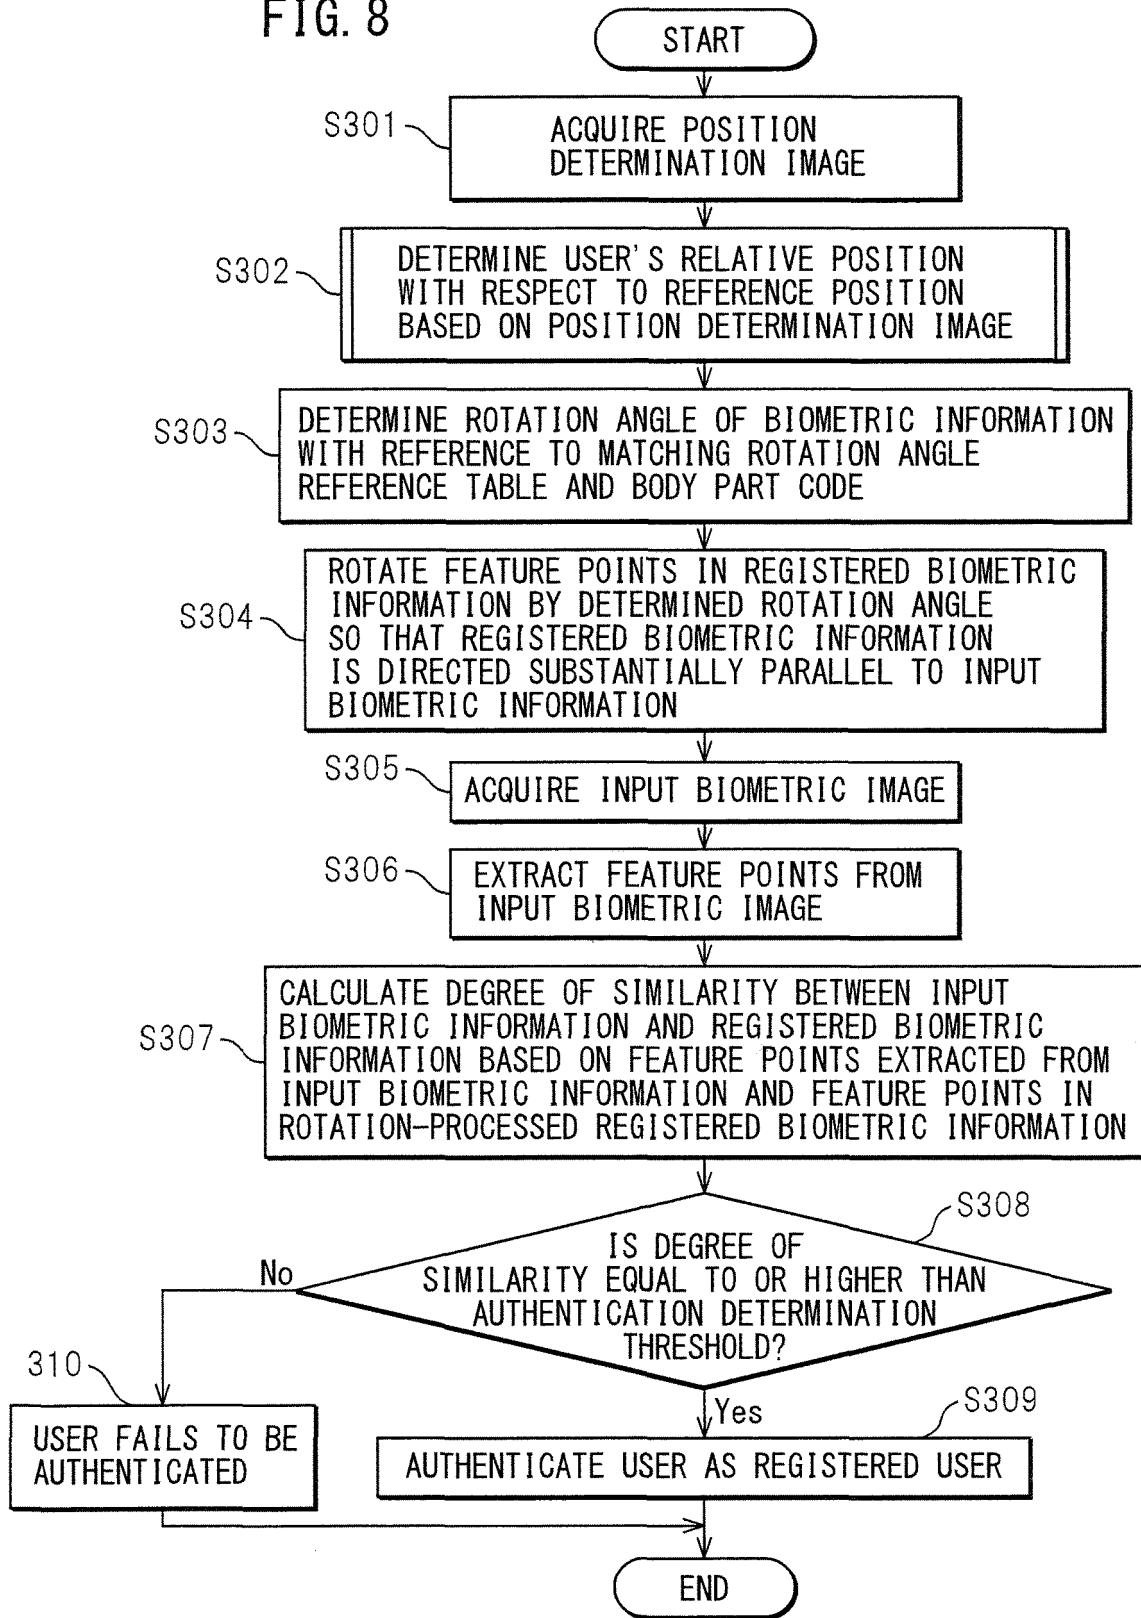 FIG. 8
START
S301
ACQUIRE POSITION
DETERMINATION IMAGE
S302
DETERMINE USER'S RELATIVE POSITION
WITH RESPECT TO REFERENCE POSITION
BASED ON POSITION DETERMINATION IMAGE
S303
DETERMINE ROTATION ANGLE OF BIOMETRIC INFORMATION
WITH REFERENCE TO MATCHING ROTATION ANGLE
REFERENCE TABLE AND BODY PART CODE
S304
ROTATE FEATURE POINTS IN REGISTERED BIOMETRIC
INFORMATION BY DETERMINED ROTATION ANGLE
SO THAT REGISTERED BIOMETRIC INFORMATION
IS DIRECTED SUBSTANTIALLY PARALLEL TO INPUT
BIOMETRIC INFORMATION
S305
ACQUIRE INPUT BIOMETRIC IMAGE
S306
EXTRACT FEATURE POINTS FROM
INPUT BIOMETRIC IMAGE
S307
CALCULATE DEGREE OF SIMILARITY BETWEEN INPUT
BIOMETRIC INFORMATION AND REGISTERED BIOMETRIC
INFORMATION BASED ON FEATURE POINTS EXTRACTED FROM
INPUT BIOMETRIC INFORMATION AND FEATURE POINTS IN
ROTATION-PROCESSED REGISTERED BIOMETRIC INFORMATION
S308
IS DEGREE OF
SIMILARITY EQUAL TO OR HIGHER THAN
AUTHENTICATION DETERMINATION
THRESHOLD?
No
310
USER FAILS TO BE
AUTHENTICATED
Yes
S309
AUTHENTICATE USER AS REGISTERED USER
END